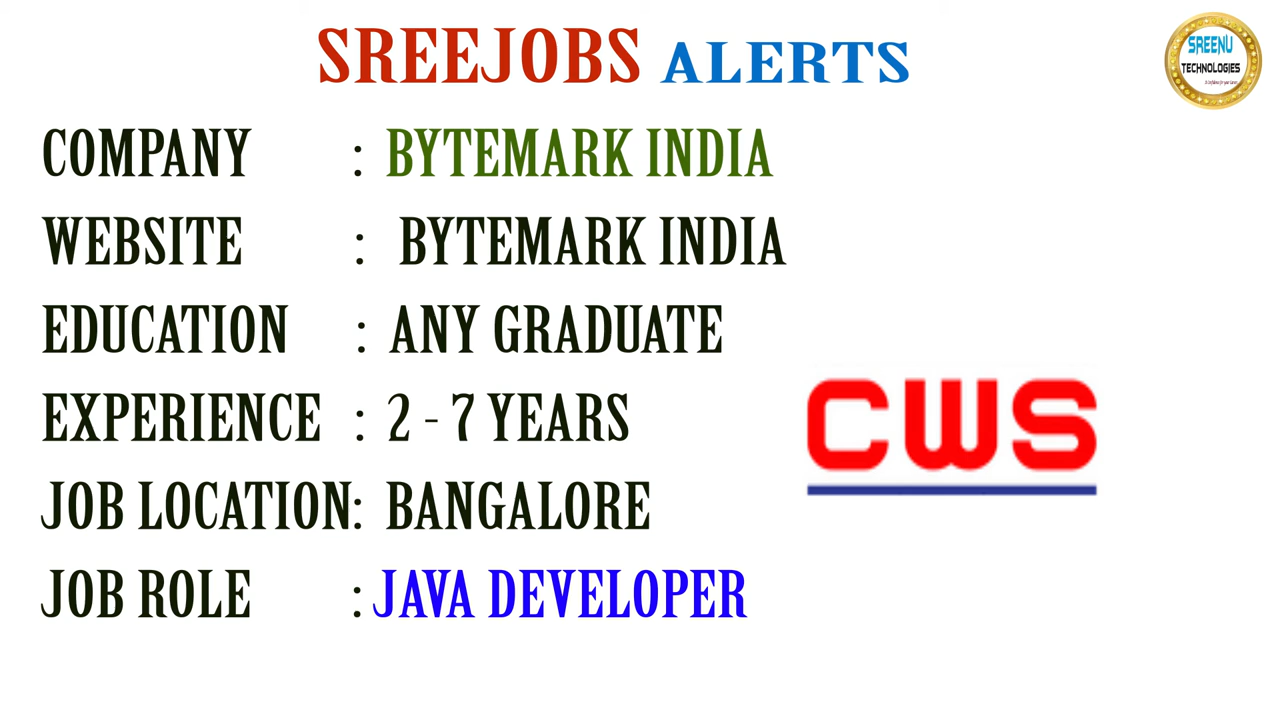 SREEJOBS ALERTS
SREENU
TECHNOLOGIES
COMPANY : BYTEMARK INDIA
WEBSITE : BYTEMARK INDIA
EDUCATION : ANY GRADUATE
EXPERIENCE : 2 - 7 YEARS
CWS
JOB LOCATION: BANGALORE
JOB ROLE : JAVA DEVELOPER